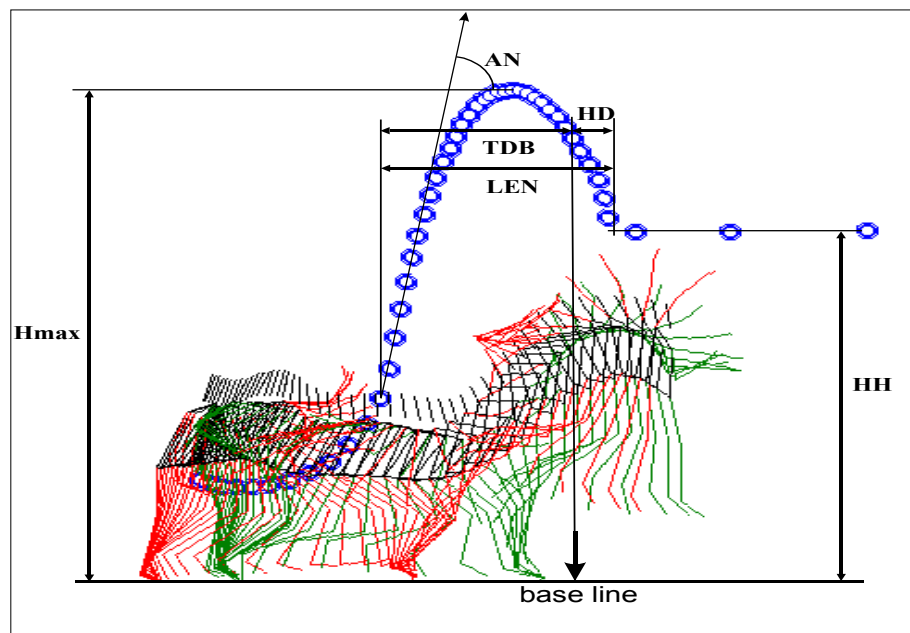 AN
HD
TDB
LEN
Hmax
HH
base line